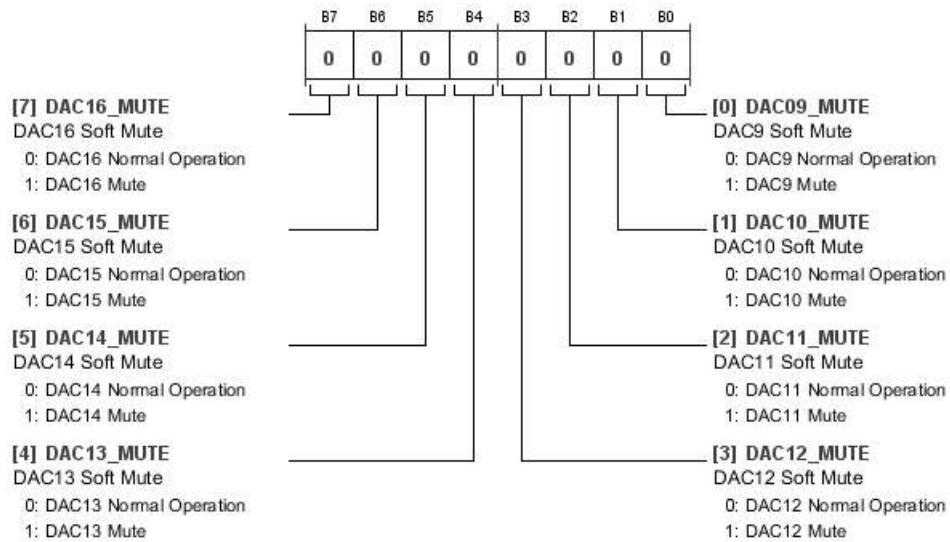 B7 B6 B5 B4 B3 B2 B1 B0
0 0 0 0 0 0 0 0
[7] DAC16_MUTE
DAC16 Soft Mute
0: DAC16 Normal Operation
1: DAC16 Mute
[6] DAC15_MUTE
DAC15 Soft Mute
0: DAC15 Normal Operation
1: DAC15 Mute
[5] DAC14_MUTE
DAC14 Soft Mute
0: DAC14 Normal Operation
1: DAC14 Mute
[4] DAC13_MUTE
DAC13 Soft Mute
0: DAC13 Normal Operation
1: DAC13 Mute
[0] DAC09_MUTE
DAC9 Soft Mute
0: DAC9 Normal Operation
1: DAC9 Mute
[1] DAC10_MUTE
DAC10 Soft Mute
0: DAC10 Normal Operation
1: DAC10 Mute
[2] DAC11_MUTE
DAC11 Soft Mute
0: DAC11 Normal Operation
1: DAC11 Mute
[3] DAC12_MUTE
DAC12 Soft Mute
0: DAC12 Normal Operation
1: DAC12 Mute